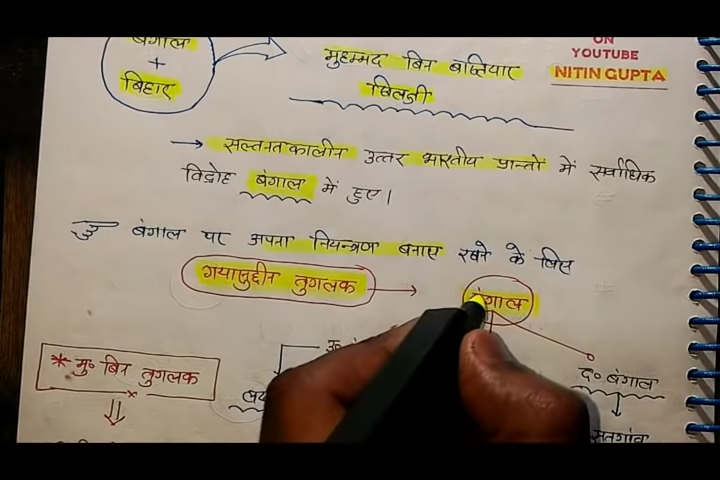 ON
YOUTUBE
NITIN GUPTA
बंगाल
+
बिहार
मुहम्मद बिन बख्तियार
खिलजी
→ सल्तनतकालीन उत्तर भारतीय प्रान्तों में सर्वाधिक
विद्रोह बंगाल में हुए।
बंगाल पर अपना नियन्त्रण बनाए रखने के लिए
गयासुद्दीन तुगलक → बंगाल
* मु० बिन तुगलक
द० बंगाल
सतगांव